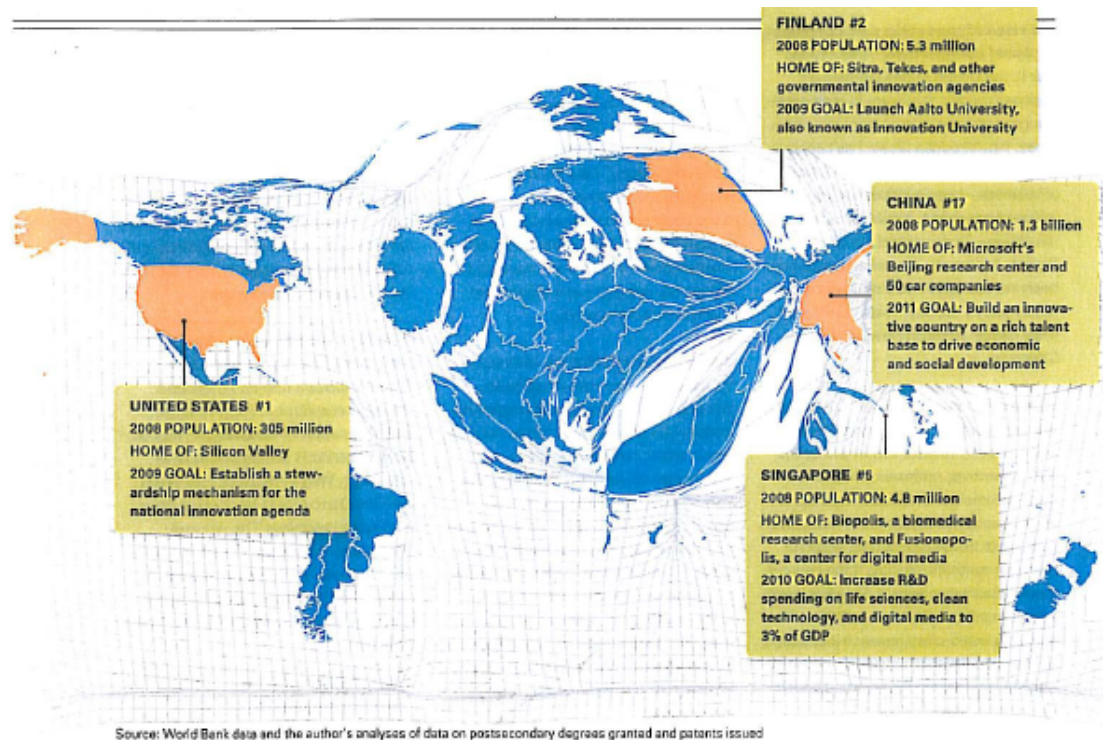 FINLAND #2
2008 POPULATION: 5.3 million
HOME OF: Sitra, Tekes, and other
governmental innovation agencies
2009 GOAL: Launch Aalto University,
also known as Innovation University
CHINA #17
2008 POPULATION: 1.3 billion
HOME OF: Microsoft's
Beijing research center and
50 car companies
2011 GOAL: Build an innova-
tive country on a rich talent
base to drive economic
and social development
UNITED STATES #1
2008 POPULATION: 305 million
HOME OF: Silicon Valley
2009 GOAL: Establish a stew-
ardship mechanism for the
national innovation agenda
SINGAPORE #5
2008 POPULATION: 4.8 million
HOME OF: Biopolis, a biomedical
research center, and Fusionopo-
lis, a center for digital media
2010 GOAL: Increase R&D
spending on life sciences, clean
technology, and digital media to
3% of GDP
Source: World Bank data and the author's analyses of data on postsecondary degrees granted and patents issued